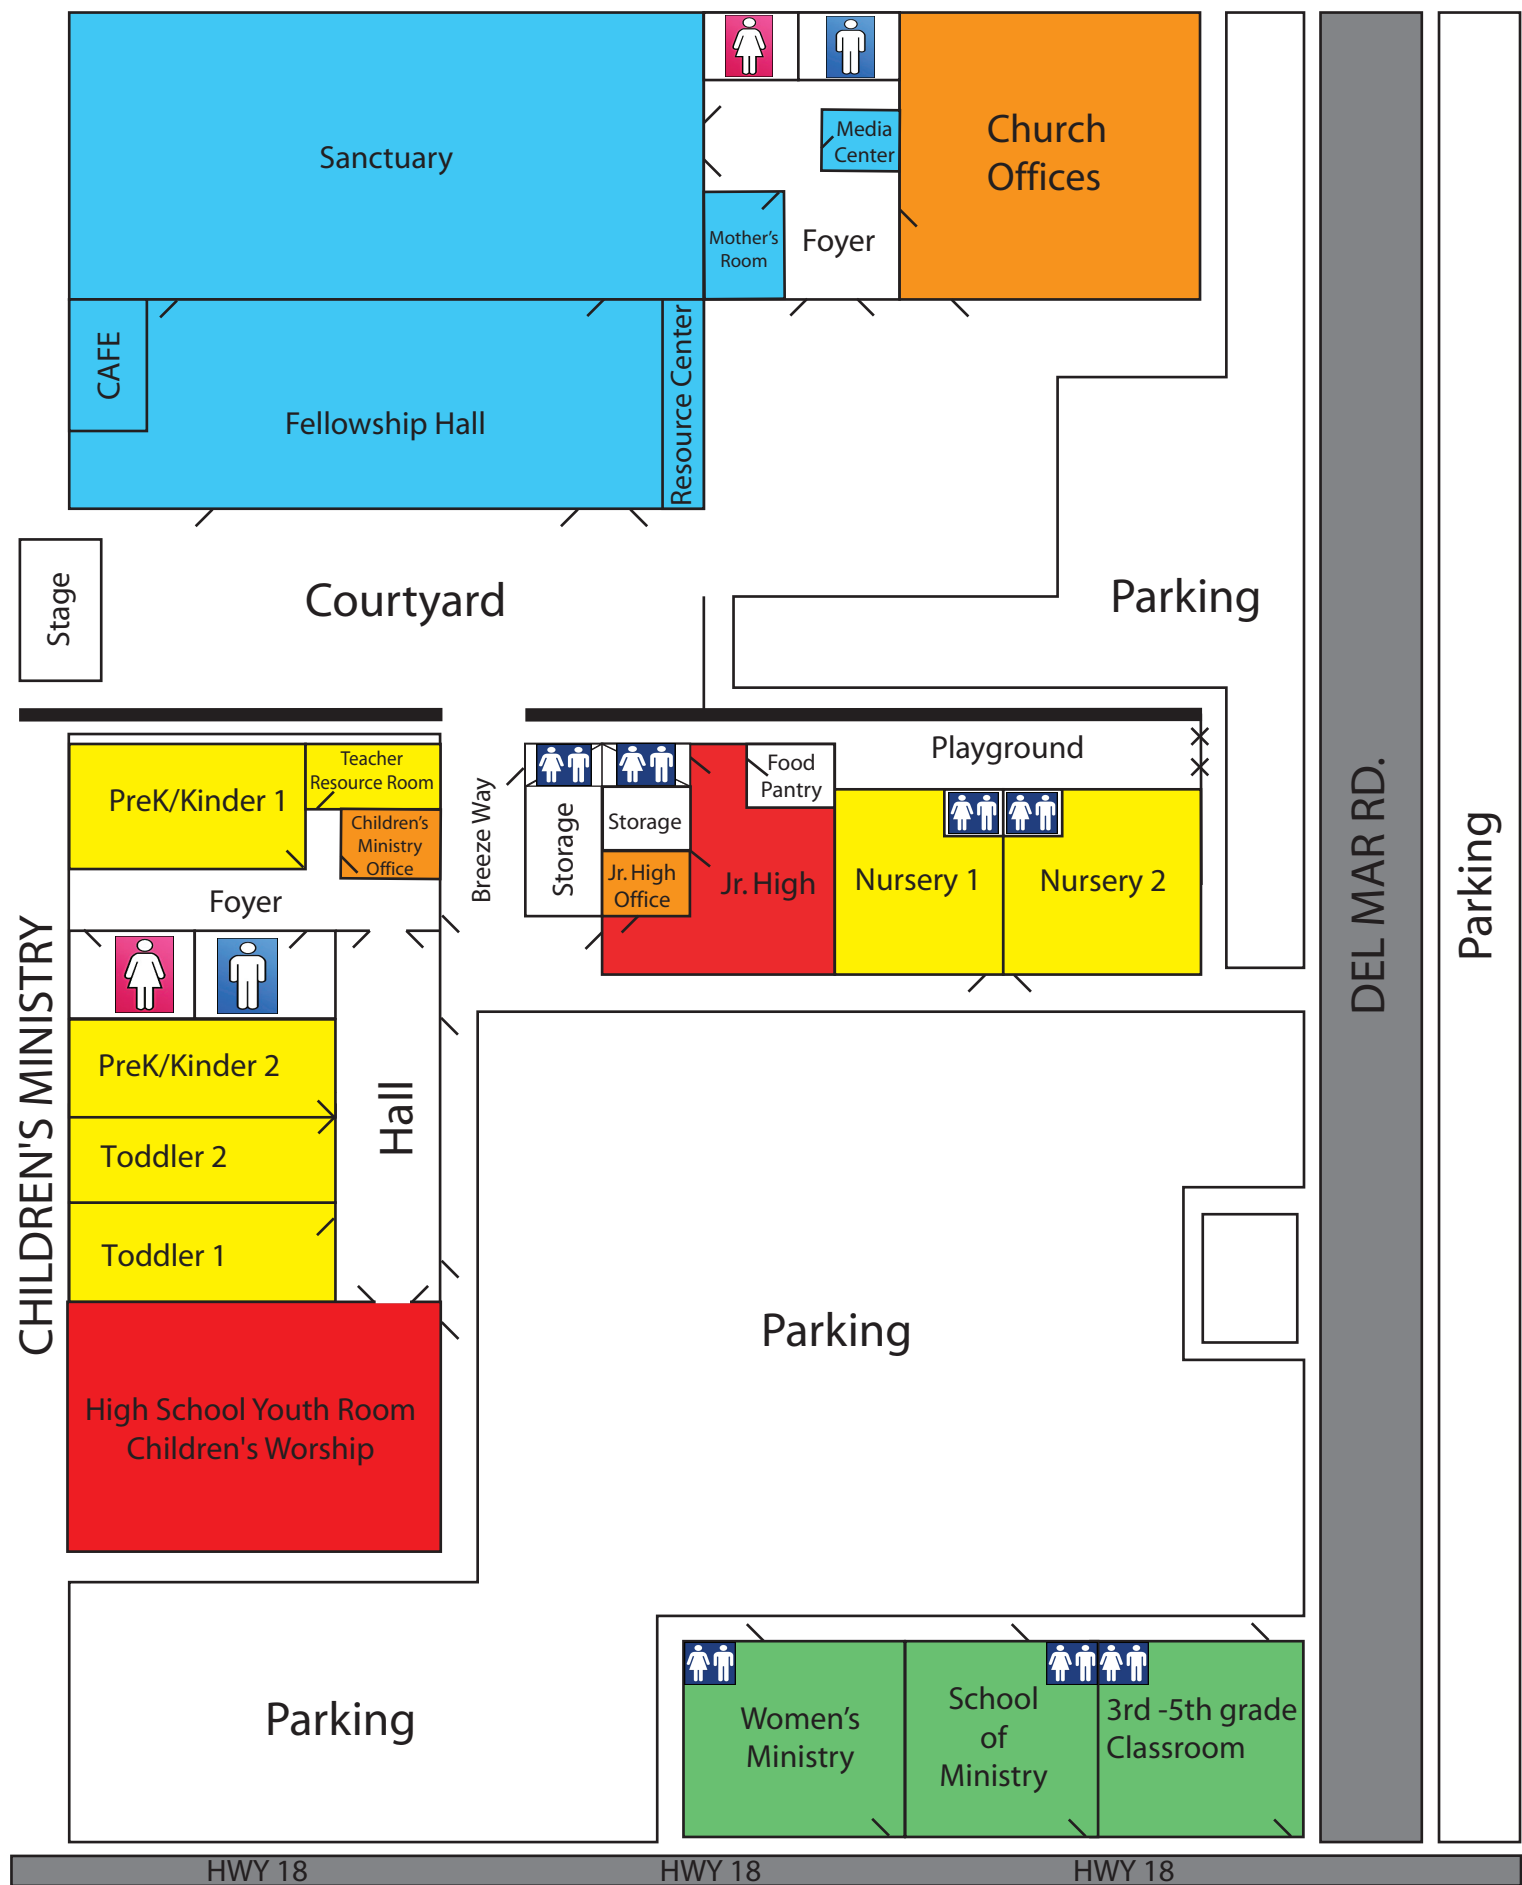 Sanctuary
Media
Center
Church
Offices
Mother's
Room
Foyer
CAFE
Fellowship Hall
Resource Center
Stage
Courtyard
Parking
Playground
Teacher
Resource Room
PreK/Kinder 1
Children's
Ministry
Office
Foyer
Breeze Way
Storage
Storage
Jr. High
Office
Food
Pantry
Jr. High
Nursery 1
Nursery 2
DEL MAR RD.
Parking
CHILDREN'S MINISTRY
PreK/Kinder 2
Toddler 2
Toddler 1
Hall
Parking
High School Youth Room
Children's Worship
Parking
Women's
Ministry
School
of
Ministry
3rd -5th grade
Classroom
HWY 18
HWY 18
HWY 18